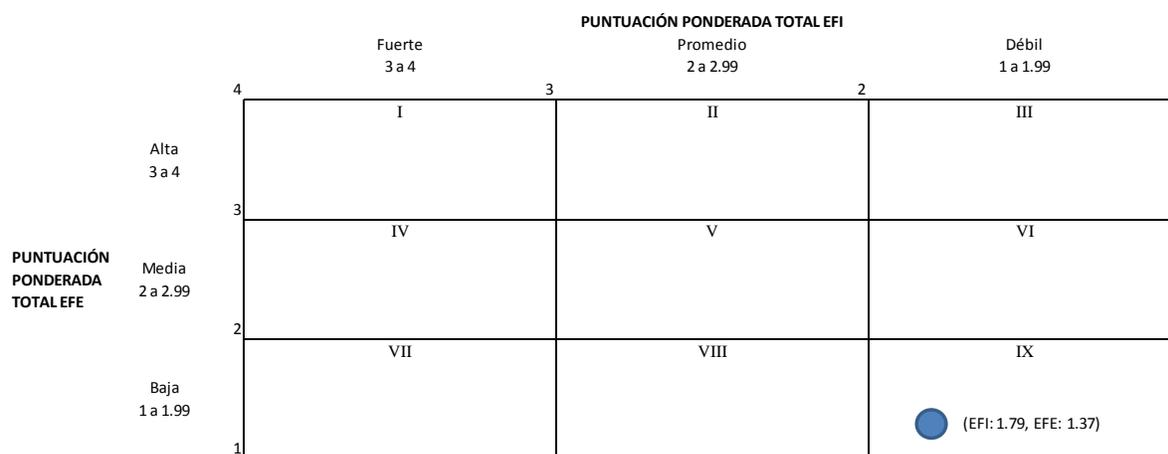 PUNTUACIÓN PONDERADA TOTAL EFI
Fuerte Promedio Débil
3 a 4 2 a 2.99 1 a 1.99
4 3 2
I II III
Alta
3 a 4
3
IV V VI
PUNTUACIÓN
PONDERADA
TOTAL EFE
Media
2 a 2.99
2
VII VIII IX
Baja
1 a 1.99
(EFI: 1.79, EFE: 1.37)
1